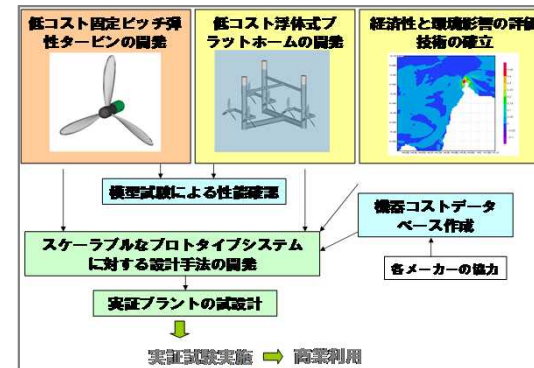 低コスト固定ピッチ弾
性タービンの開発
低コスト浮体式プ
ラットホームの開発
経済性と環境影響の評価
技術の確立
模型試験による性能確認
機器コストデータ
ベース作成
スケーラブルなプロトタイプシステム
に対する設計手法の開発
各メーカーの協力
実証プラントの試設計
実証試験実施 商業利用